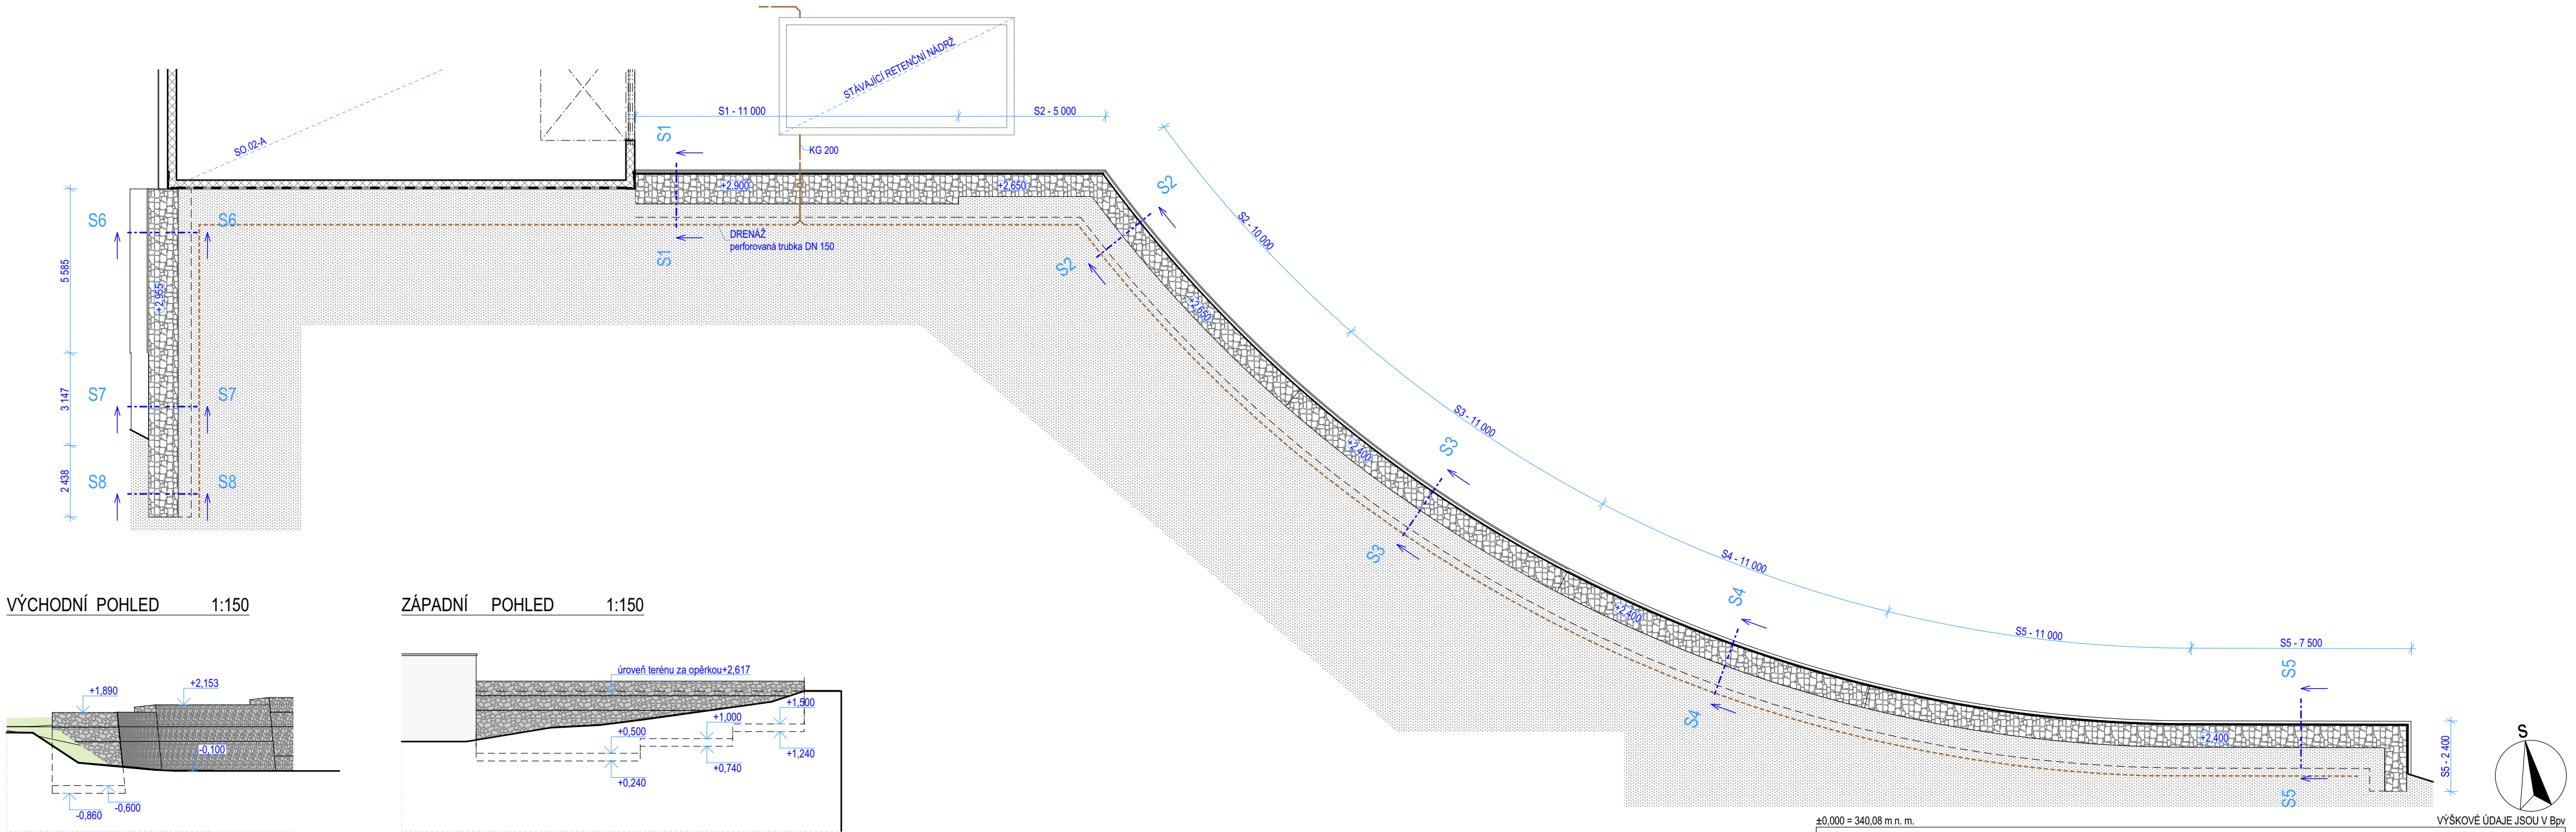 STÁVAJÍCÍ RETENČNÍ NÁDRŽ
S1 - 11 000
S2 - 5 000
SO.02-A
S1
KG 200
+2,900
+2,650
S2
S6
S6
S2 - 10 000
DRENÁŽ
perforovaná trubka DN 150
S1
S2
5 585
+2,955
+2,650
S7
S7
3 147
S3 - 11 000
+2,400
S3
S8
S8
2 438
S3
S4 - 11 000
VÝCHODNÍ POHLED 1:150
ZÁPADNÍ POHLED 1:150
S4
+2,400
S5 - 11 000
S5 - 7 500
úroveň terénu za opěrkou+2,617
S5
+1,890
+2,153
+1,500
+1,000
+0,500
S4
-0,100
+1,240
+0,740
+0,240
+2,400
S5 - 2 400
S
S5
-0,600
-0,860
±0,000 = 340,08 m n. m.
VÝŠKOVÉ ÚDAJE JSOU V Bpv